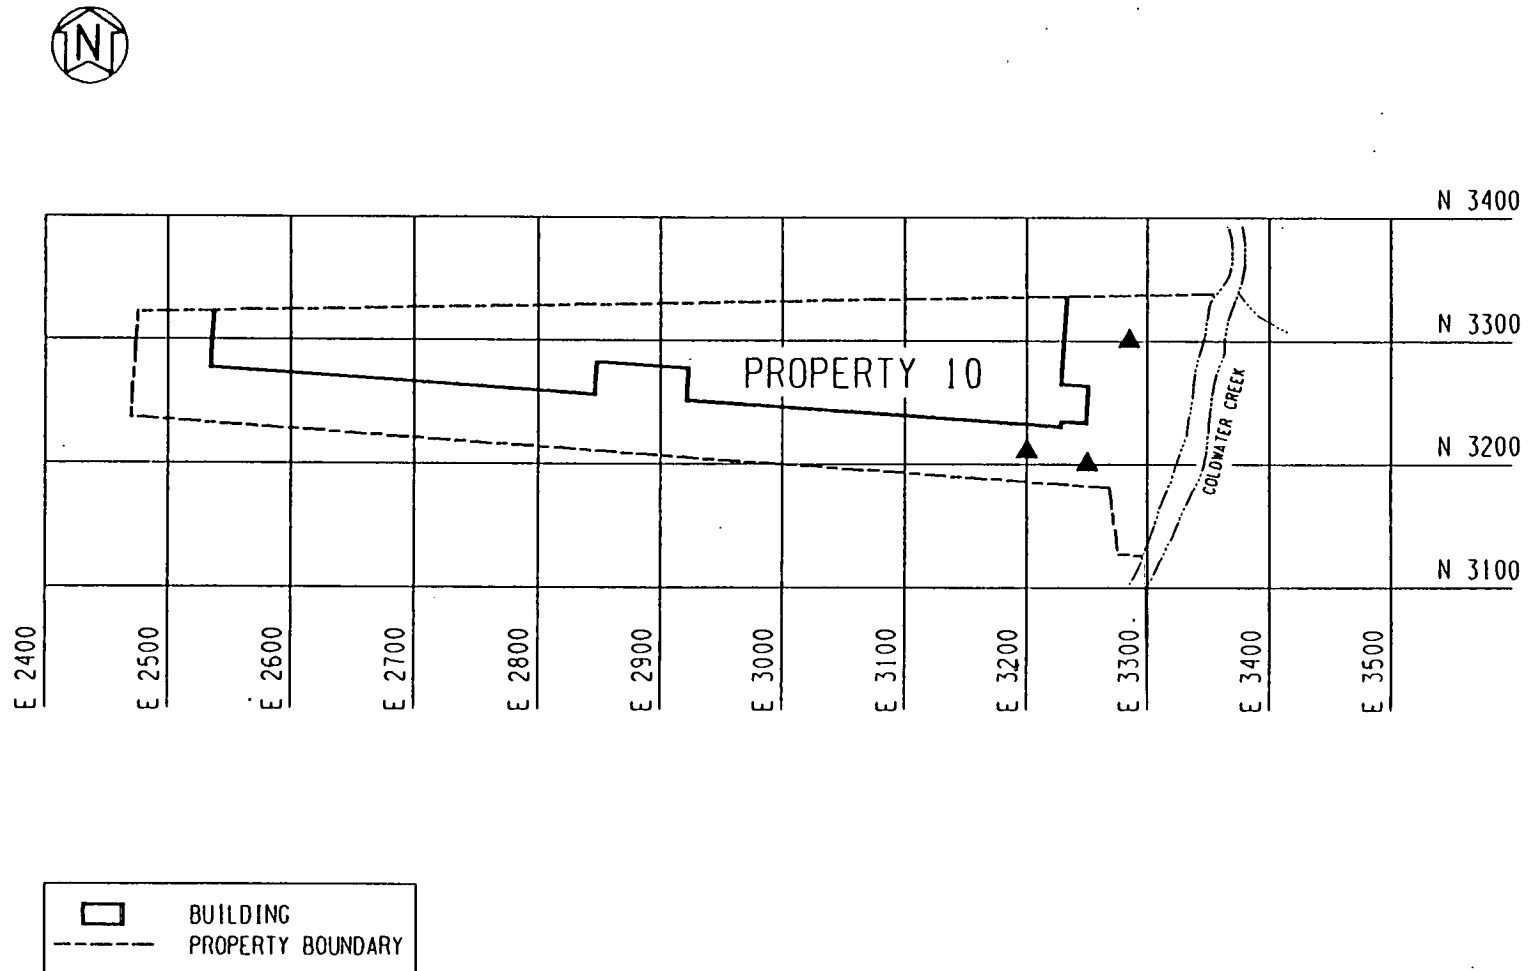 N
N 3400
N 3300
PROPERTY 10
COLDWATER CREEK
N 3200
N 3100
E 2400
E 2500
E 2600
E 2700
E 2800
E 2900
E 3000
E 3100
E 3200
E 3300
E 3400
E 3500
BUILDING
PROPERTY BOUNDARY